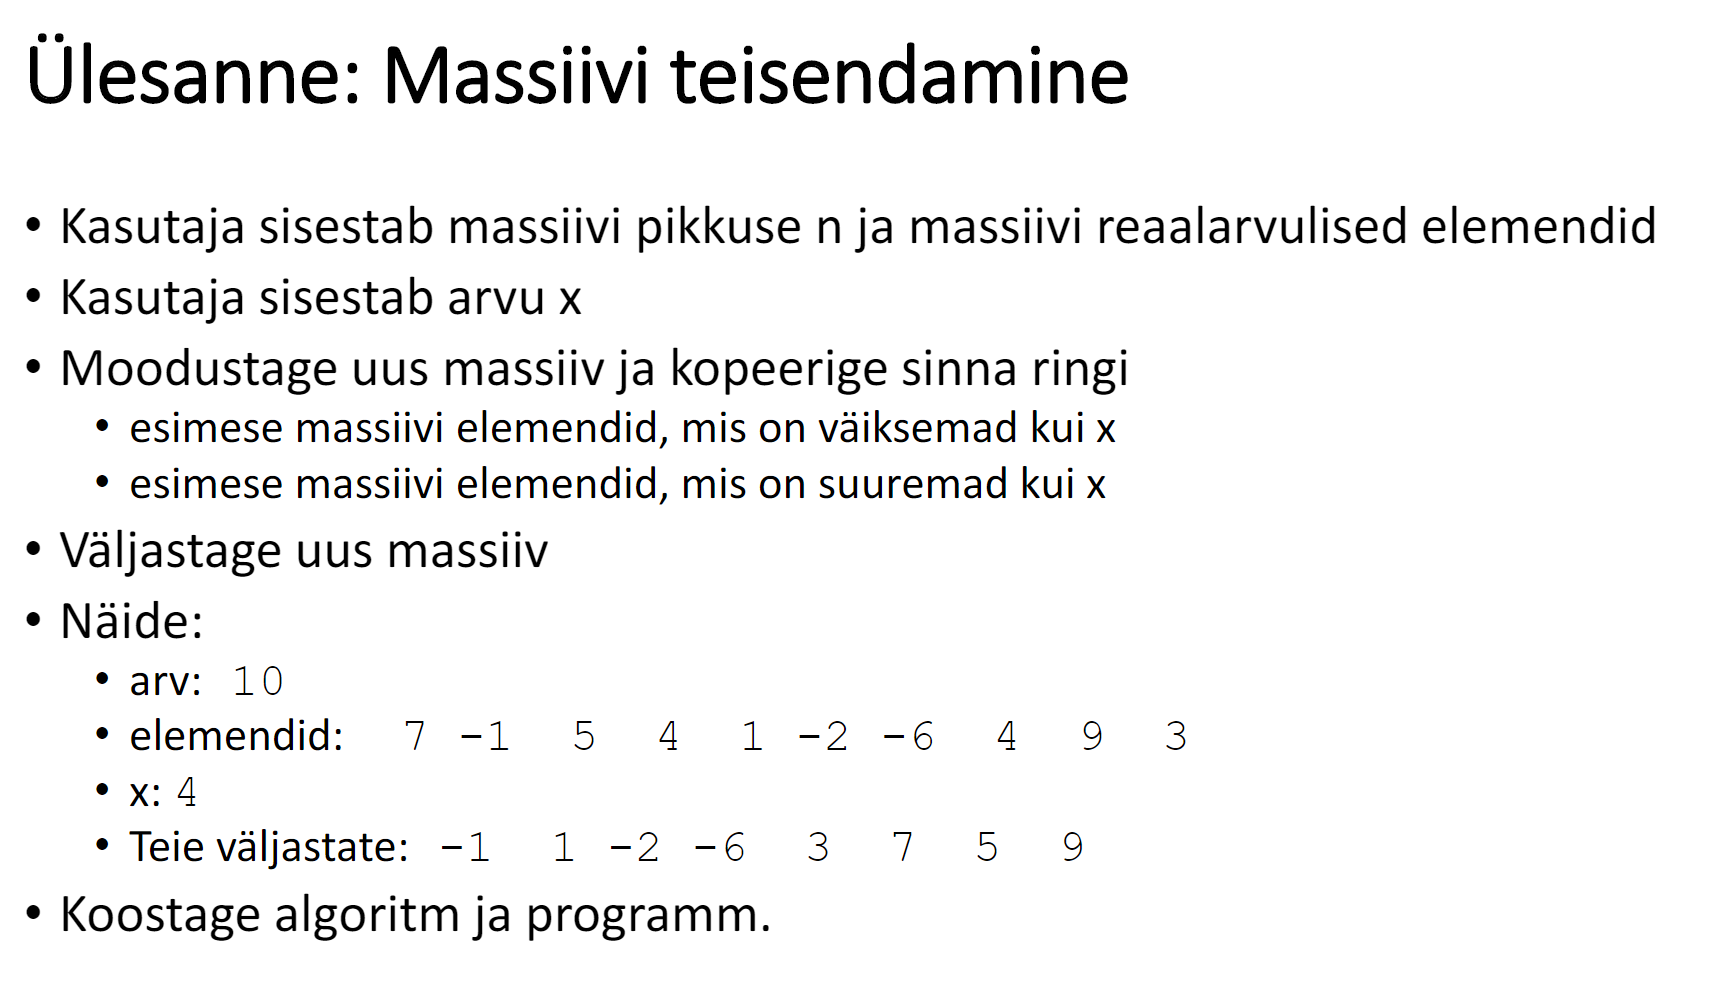 Ülesanne: Massiivi teisendamine
• Kasutaja sisestab massiivi pikkuse n ja massiivi reaalarvulised elemendid
• Kasutaja sisestab arvu x
• Moodustage uus massiiv ja kopeerige sinna ringi
• esimese massiivi elemendid, mis on väiksemad kui x
• esimese massiivi elemendid, mis on suuremad kui x
• Väljastage uus massiiv
• Näide:
• arv: 10
• elemendid: 7 -1 5 4 1 -2 -6 4 9 3
• x: 4
• Teie väljastate: -1 1 -2 -6 3 7 5 9
• Koostage algoritm ja programm.